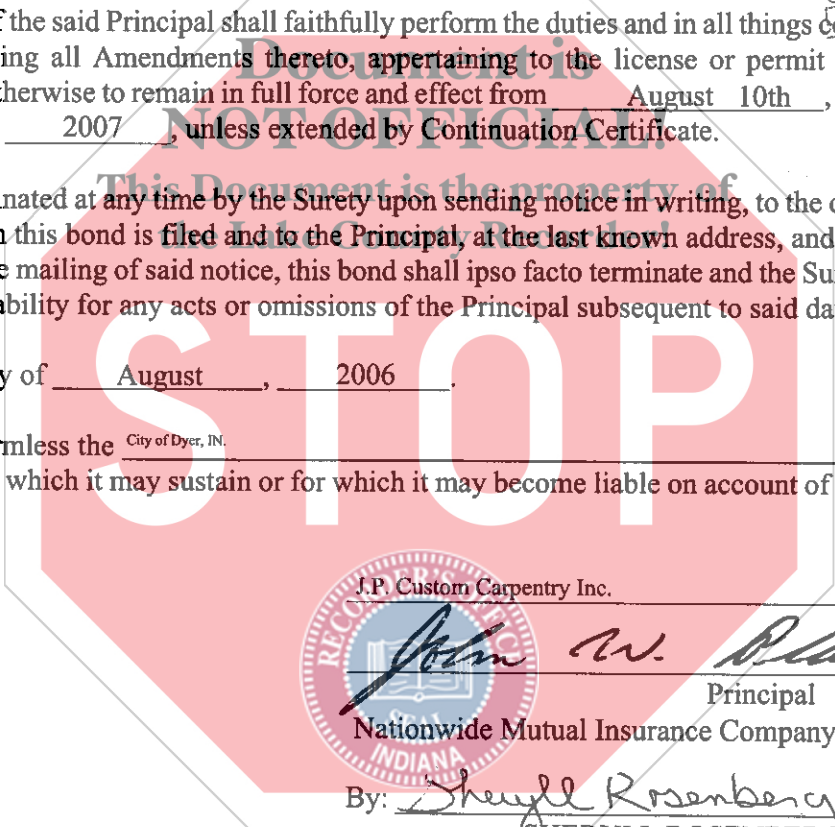 f the said Principal shall faithfully perform the duties and in all things
ing all Amendments thereto, appertaining to the license or permit
Document is
herwise to remain in full force and effect from August 10th ,
2007 , unless extended by Continuation Certificate.
NOT OFFICIAL!
This Document is the property of
nated at any time by the Surety upon sending notice in writing, to the
the Lake County Recorder!
this bond is filed and to the Principal, at the last known address, and
e mailing of said notice, this bond shall ipso facto terminate and the Su
ability for any acts or omissions of the Principal subsequent to said da
STOP
y of August , 2006 .
mless the City of Dyer, IN.
which it may sustain or for which it may become liable on account of
J.P. Custom Carpentry Inc.
RECORDER'S OFFICE
John W.
Principal
SEAL
Nationwide Mutual Insurance Company
INDIANA
By: Sheryll Rosenberg